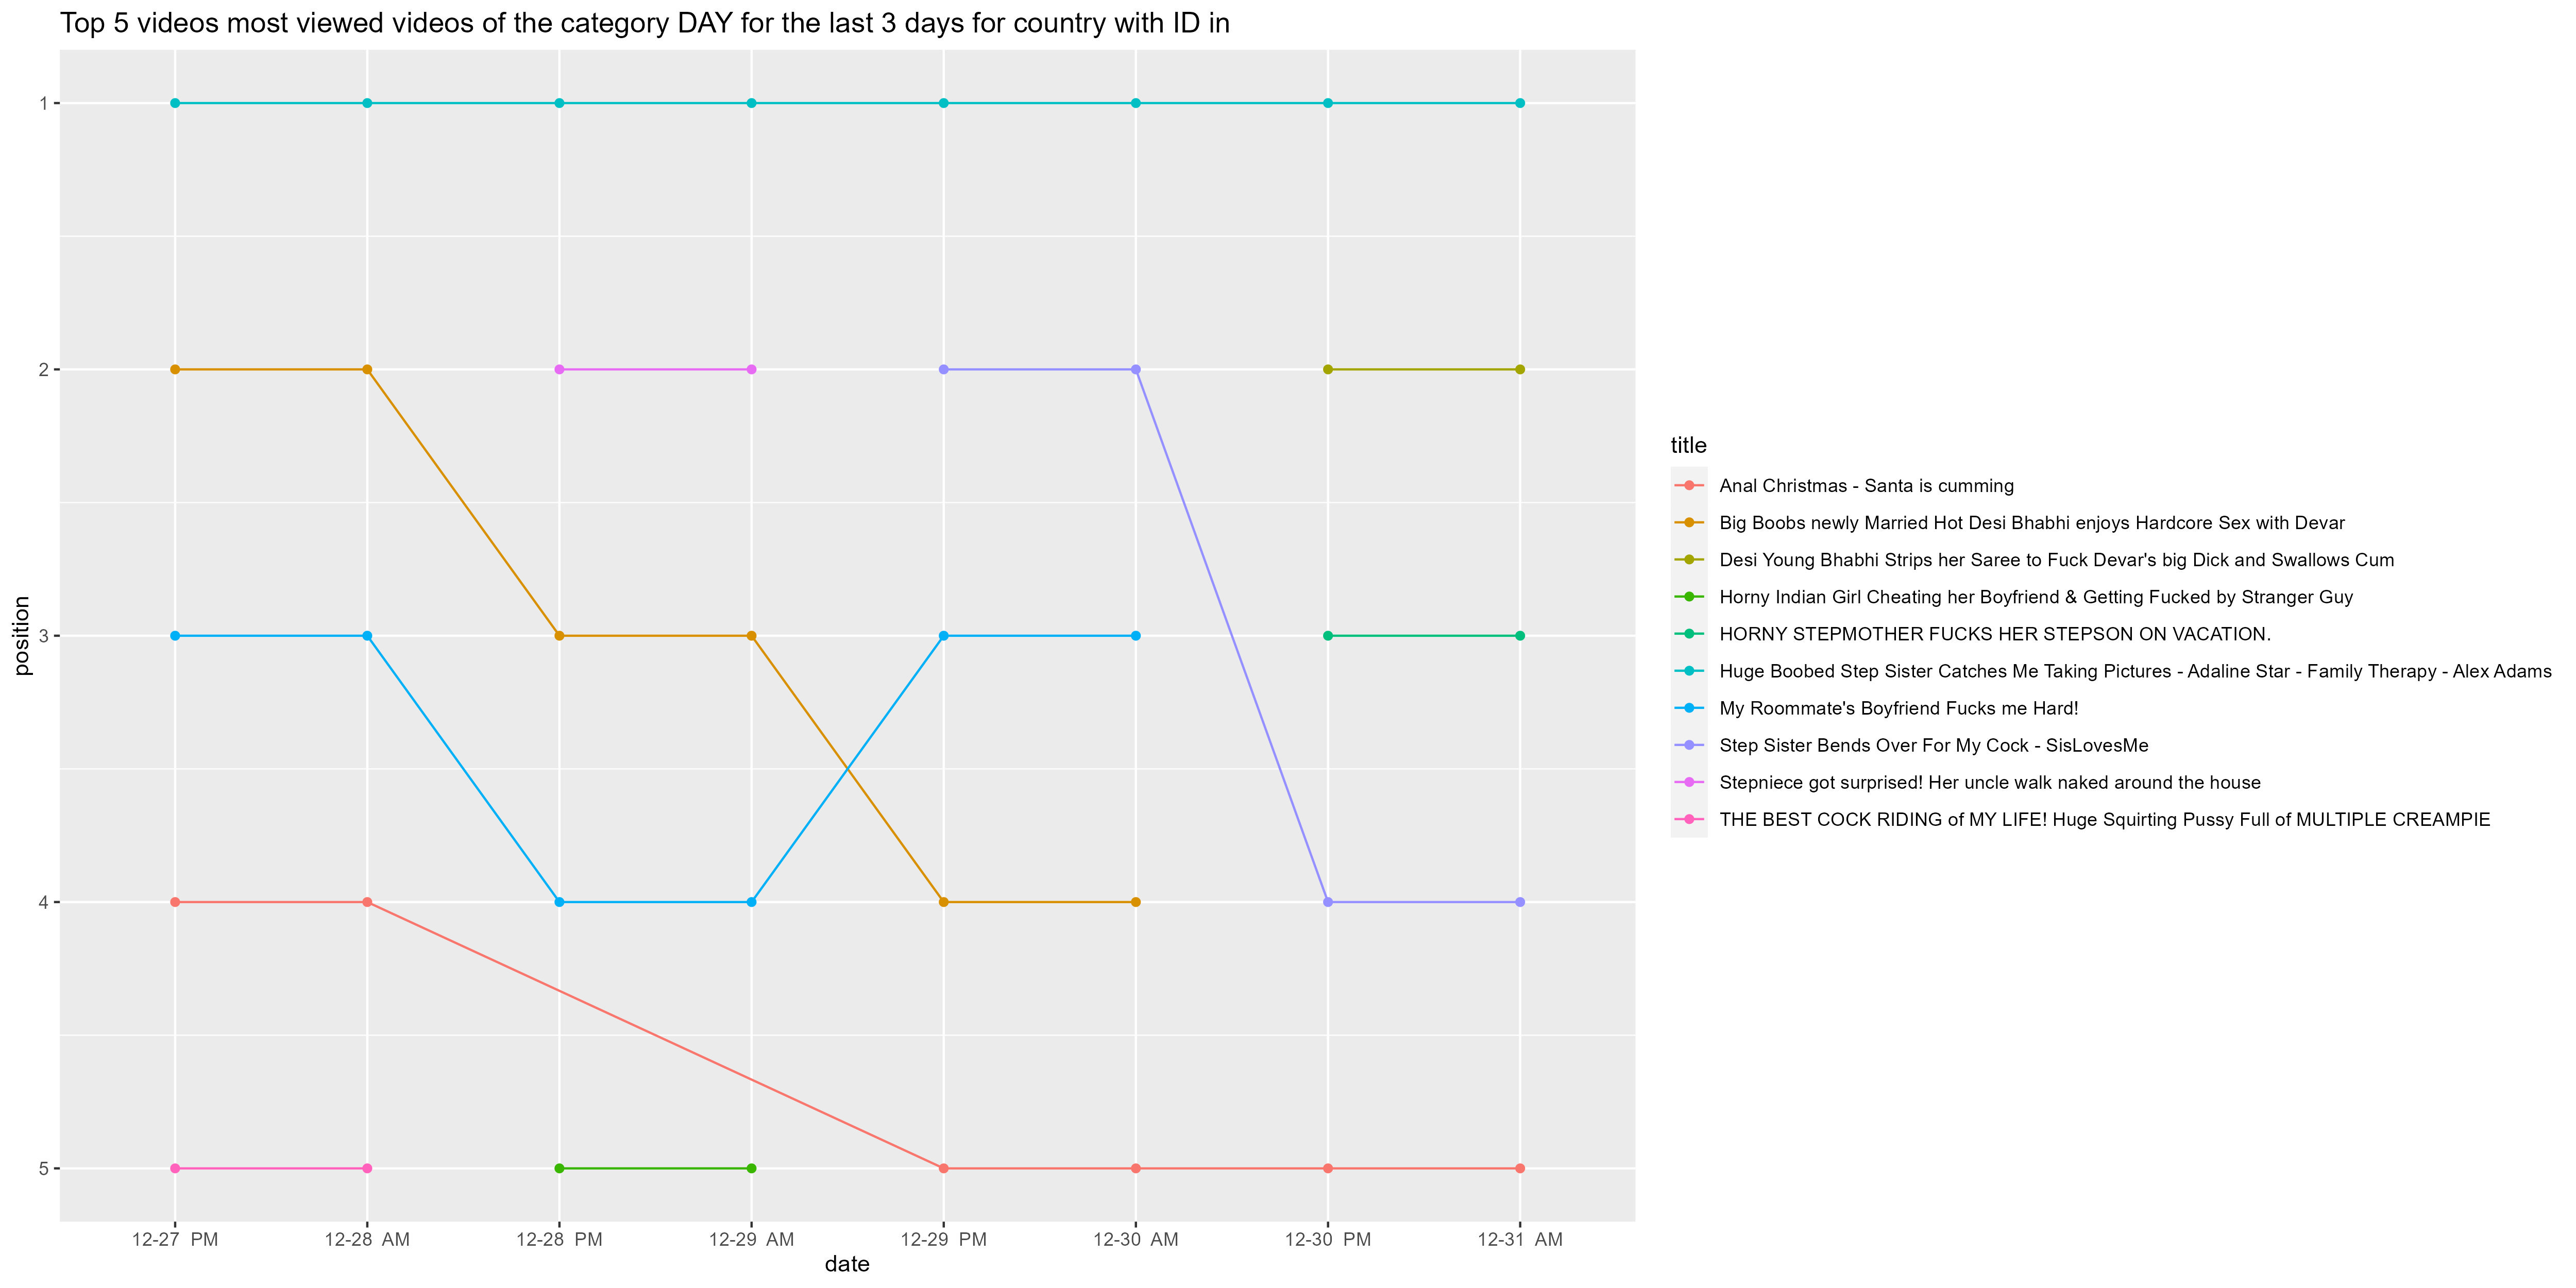 Top 5 videos most viewed videos of the category DAY for the last 3 days for country with ID in
position
1
2
3
4
5
12-27 PM
12-28 AM
12-28 PM
12-29 AM
12-29 PM
12-30 AM
12-30 PM
12-31 AM
date
title
Anal Christmas - Santa is cumming
Big Boobs newly Married Hot Desi Bhabhi enjoys Hardcore Sex with Devar
Desi Young Bhabhi Strips her Saree to Fuck Devar's big Dick and Swallows Cum
Horny Indian Girl Cheating her Boyfriend & Getting Fucked by Stranger Guy
HORNY STEPMOTHER FUCKS HER STEPSON ON VACATION.
Huge Boobed Step Sister Catches Me Taking Pictures - Adaline Star - Family Therapy - Alex Adams
My Roommate's Boyfriend Fucks me Hard!
Step Sister Bends Over For My Cock - SisLovesMe
Stepniece got surprised! Her uncle walk naked around the house
THE BEST COCK RIDING of MY LIFE! Huge Squirting Pussy Full of MULTIPLE CREAMPIE